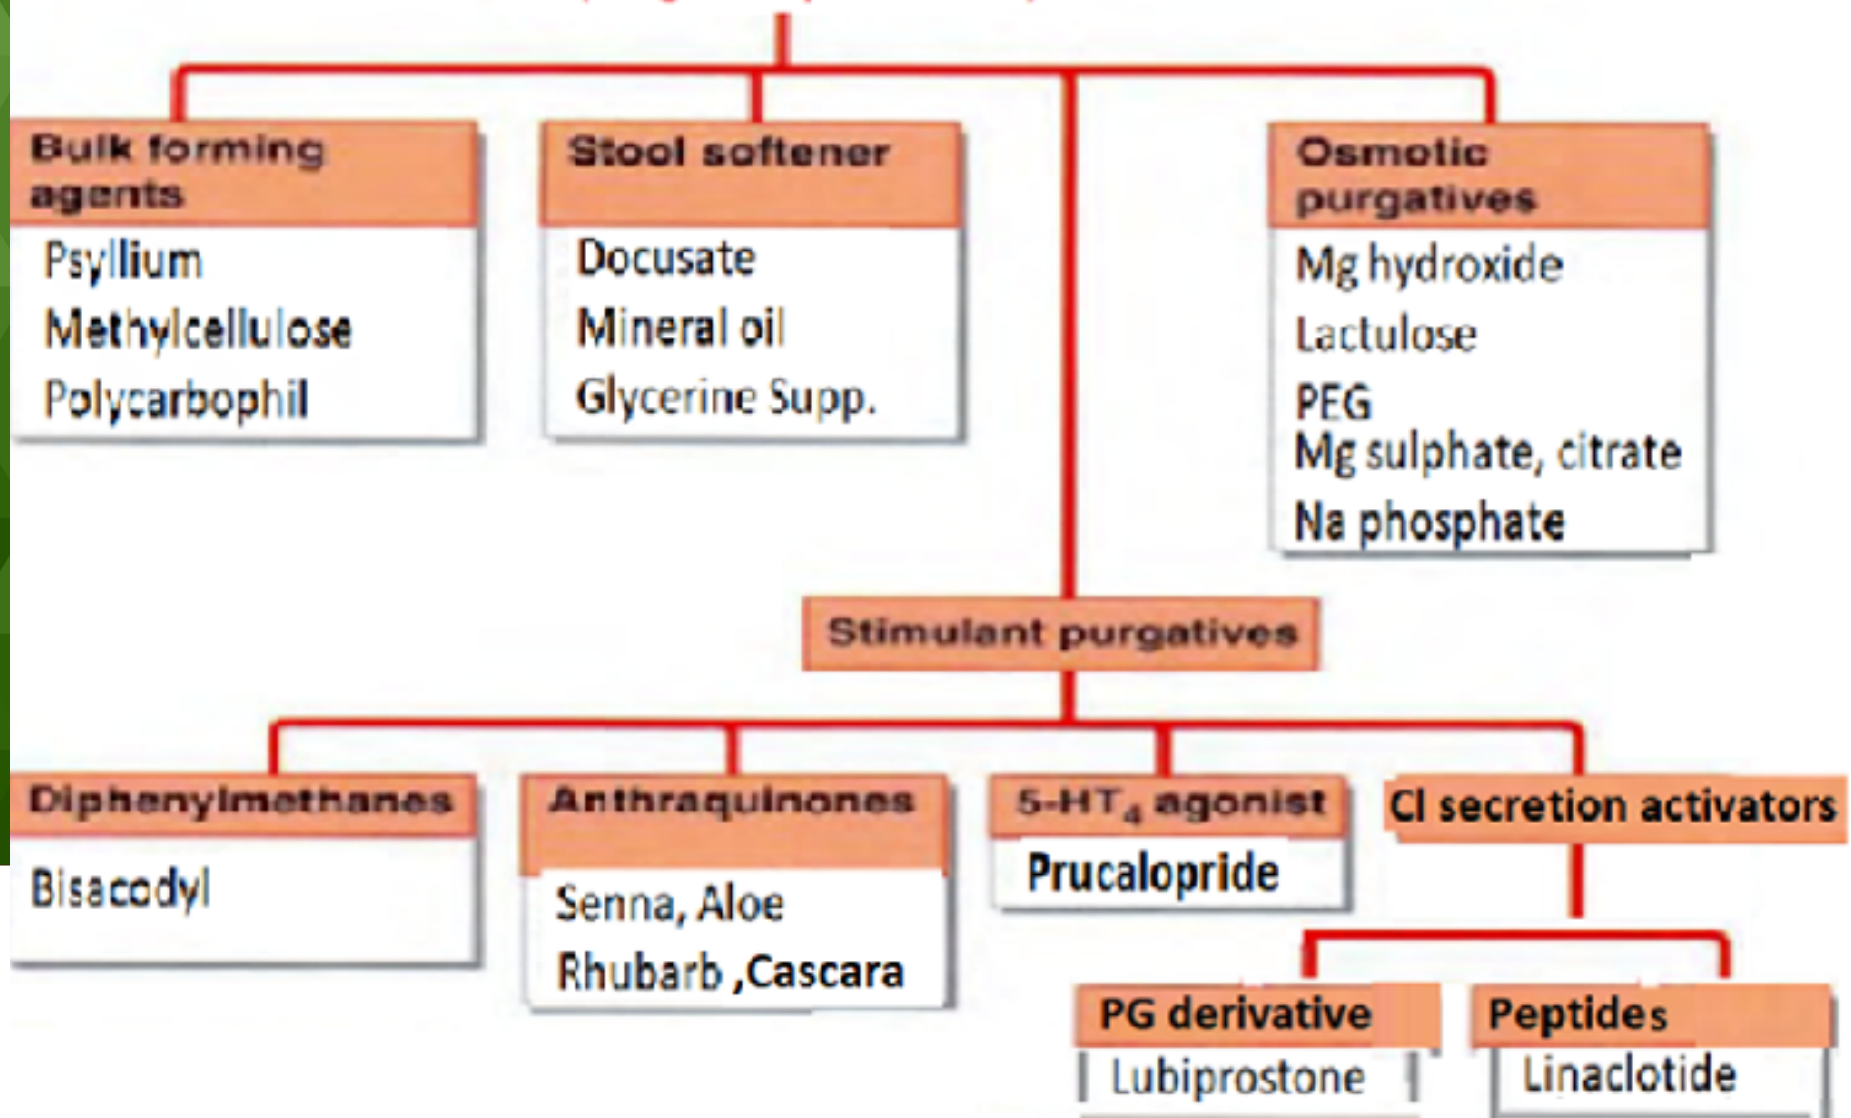 Bulk forming
agents
Psyllium
Methylcellulose
Polycarbophil
Stool softener
Docusate
Mineral oil
Glycerine Supp.
Osmotic
purgatives
Mg hydroxide
Lactulose
PEG
Mg sulphate, citrate
Na phosphate
Stimulant purgatives
Diphenylmethanes
Bisacodyl
Anthraquinones
Senna, Aloe
Rhubarb ,Cascara
5-HT₄ agonist
Prucalopride
Cl secretion activators
PG derivative
Lubiprostone
Peptides
Linaclotide